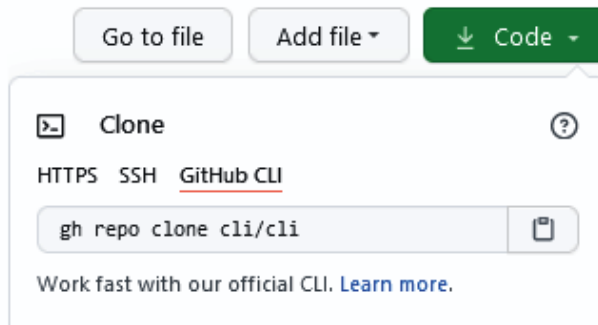 Go to file Add file Code
Clone
HTTPS SSH GitHub CLI
gh repo clone cli/cli
Work fast with our official CLI. Learn more.